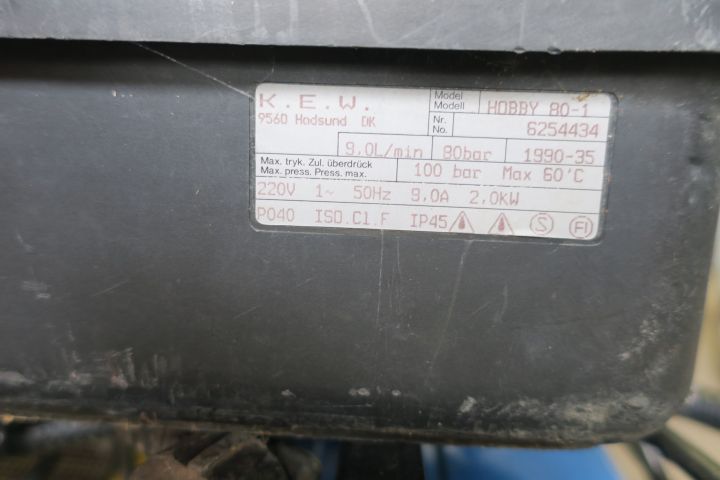 K.E.W.
9560 Hadsund DK
Model
Modell
HOBBY 80-1
Nr.
No.
6254434
9,0L/min 80bar 1990-35
Max. tryk. Zul. überdrück
Max. press. Press. max.
100 bar Max 60°C
220V 1~ 50Hz 9,0A 2,0KW
P040 ISO.Cl.F IP45 S FI